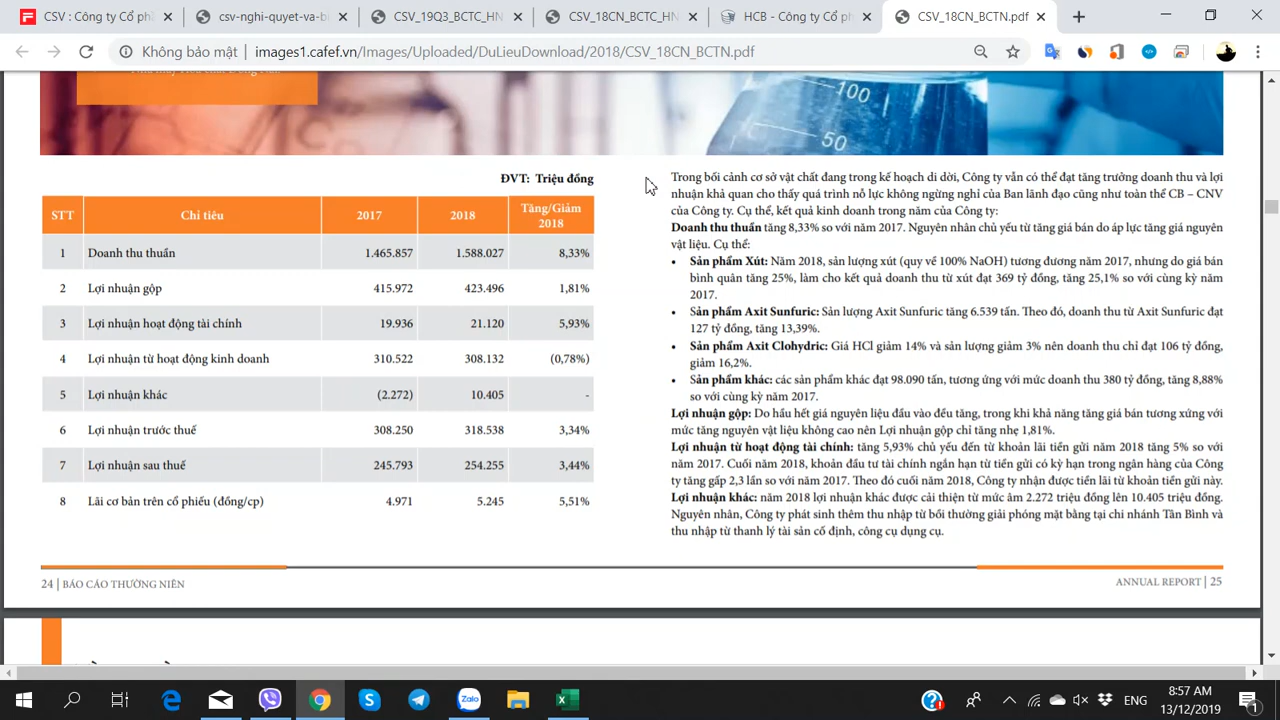 CSV : Công ty Cổ ph
csv-nghi-quyet-va-b
CSV_19Q3_BCTC_HN
CSV_18CN_BCTC_HN
HCB - Công ty Cổ ph
CSV_18CN_BCTN.pdf
Không bảo mật | images1.cafef.vn/Images/Uploaded/DuLieuDownload/2018/CSV_18CN_BCTN.pdf
100
50
ĐVT: Triệu đồng
STT Chỉ tiêu 2017 2018 Tăng/Giảm
2018
1 Doanh thu thuần 1.465.857 1.588.027 8,33%
2 Lợi nhuận gộp 415.972 423.496 1,81%
3 Lợi nhuận hoạt động tài chính 19.936 21.120 5,93%
4 Lợi nhuận từ hoạt động kinh doanh 310.522 308.132 (0,78%)
5 Lợi nhuận khác (2.272) 10.405 -
6 Lợi nhuận trước thuế 308.250 318.538 3,34%
7 Lợi nhuận sau thuế 245.793 254.255 3,44%
8 Lãi cơ bản trên cổ phiếu (đồng/cp) 4.971 5.245 5,51%
Trong bối cảnh cơ sở vật chất đang trong kế hoạch di dời, Công ty vẫn có thể đạt tăng trưởng doanh thu và lợi
nhuận khả quan cho thấy quá trình nỗ lực không ngừng nghỉ của Ban lãnh đạo cũng như toàn thể CB – CNV
của Công ty. Cụ thể, kết quả kinh doanh trong năm của Công ty:
Doanh thu thuần tăng 8,33% so với năm 2017. Nguyên nhân chủ yếu từ tăng giá bán do áp lực tăng giá nguyên
vật liệu. Cụ thể:
• Sản phẩm Xút: Năm 2018, sản lượng xút (quy về 100% NaOH) tương đương năm 2017, nhưng do giá bán
bình quân tăng 25%, làm cho kết quả doanh thu từ xút đạt 369 tỷ đồng, tăng 25,1% so với cùng kỳ năm
2017.
• Sản phẩm Axit Sunfuric: Sản lượng Axit Sunfuric tăng 6.539 tấn. Theo đó, doanh thu từ Axit Sunfuric đạt
127 tỷ đồng, tăng 13,39%.
• Sản phẩm Axit Clohydric: Giá HCl giảm 14% và sản lượng giảm 3% nên doanh thu chỉ đạt 106 tỷ đồng,
giảm 16,2%.
• Sản phẩm khác: các sản phẩm khác đạt 98.090 tấn, tương ứng với mức doanh thu 380 tỷ đồng, tăng 8,88%
so với cùng kỳ năm 2017.
Lợi nhuận gộp: Do hầu hết giá nguyên liệu đầu vào đều tăng, trong khi khả năng tăng giá bán tương xứng với
mức tăng nguyên vật liệu không cao nên Lợi nhuận gộp chỉ tăng nhẹ 1,81%.
Lợi nhuận từ hoạt động tài chính: tăng 5,93% chủ yếu đến từ khoản lãi tiền gửi năm 2018 tăng 5% so với
năm 2017. Cuối năm 2018, khoản đầu tư tài chính ngắn hạn từ tiền gửi có kỳ hạn trong ngân hàng của Công
ty tăng gấp 2,3 lần so với năm 2017. Theo đó cuối năm 2018, Công ty nhận được tiền lãi từ khoản tiền gửi này.
Lợi nhuận khác: năm 2018 lợi nhuận khác được cải thiện từ mức âm 2.272 triệu đồng lên 10.405 triệu đồng.
Nguyên nhân, Công ty phát sinh thêm thu nhập từ bồi thường giải phóng mặt bằng tại chi nhánh Tân Bình và
thu nhập từ thanh lý tài sản cố định, công cụ dụng cụ.
24 | BÁO CÁO THƯỜNG NIÊN
ANNUAL REPORT | 25
Zalo
ENG
8:57 AM
13/12/2019
1